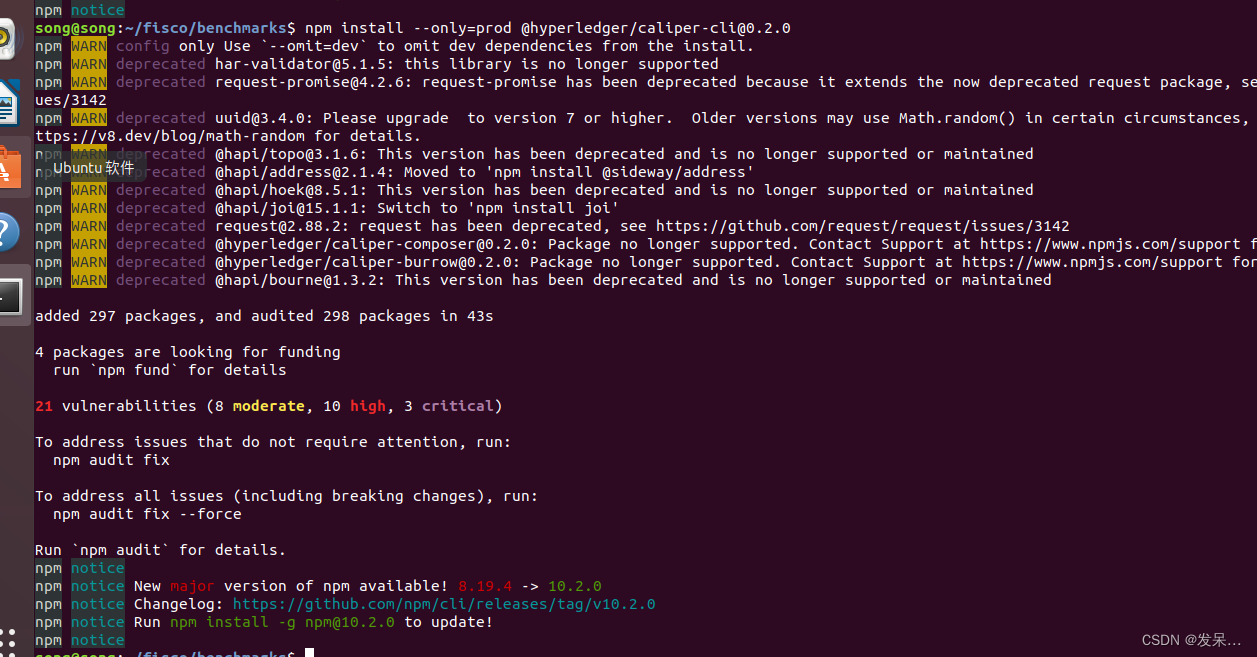 npm notice
song@song:~/fisco/benchmarks$ npm install --only=prod @hyperledger/caliper-cli@0.2.0
npm WARN config only Use `--omit=dev` to omit dev dependencies from the install.
npm WARN deprecated har-validator@5.1.5: this library is no longer supported
npm WARN deprecated request-promise@4.2.6: request-promise has been deprecated because it extends the now deprecated request package, se
ues/3142
npm WARN deprecated uuid@3.4.0: Please upgrade  to version 7 or higher.  Older versions may use Math.random() in certain circumstances,
ttps://v8.dev/blog/math-random for details.
npm WARN deprecated @hapi/topo@3.1.6: This version has been deprecated and is no longer supported or maintained
Ubuntu 软件
npm WARN deprecated @hapi/address@2.1.4: Moved to 'npm install @sideway/address'
npm WARN deprecated @hapi/hoek@8.5.1: This version has been deprecated and is no longer supported or maintained
npm WARN deprecated @hapi/joi@15.1.1: Switch to 'npm install joi'
npm WARN deprecated request@2.88.2: request has been deprecated, see https://github.com/request/request/issues/3142
npm WARN deprecated @hyperledger/caliper-composer@0.2.0: Package no longer supported. Contact Support at https://www.npmjs.com/support f
npm WARN deprecated @hyperledger/caliper-burrow@0.2.0: Package no longer supported. Contact Support at https://www.npmjs.com/support for
npm WARN deprecated @hapi/bourne@1.3.2: This version has been deprecated and is no longer supported or maintained
added 297 packages, and audited 298 packages in 43s
4 packages are looking for funding
  run `npm fund` for details
21 vulnerabilities (8 moderate, 10 high, 3 critical)
To address issues that do not require attention, run:
  npm audit fix
To address all issues (including breaking changes), run:
  npm audit fix --force
Run `npm audit` for details.
npm notice
npm notice New major version of npm available! 8.19.4 -> 10.2.0
npm notice Changelog: https://github.com/npm/cli/releases/tag/v10.2.0
npm notice Run npm install -g npm@10.2.0 to update!
npm notice
song@song:~/fisco/benchmarks$
CSDN @发呆...